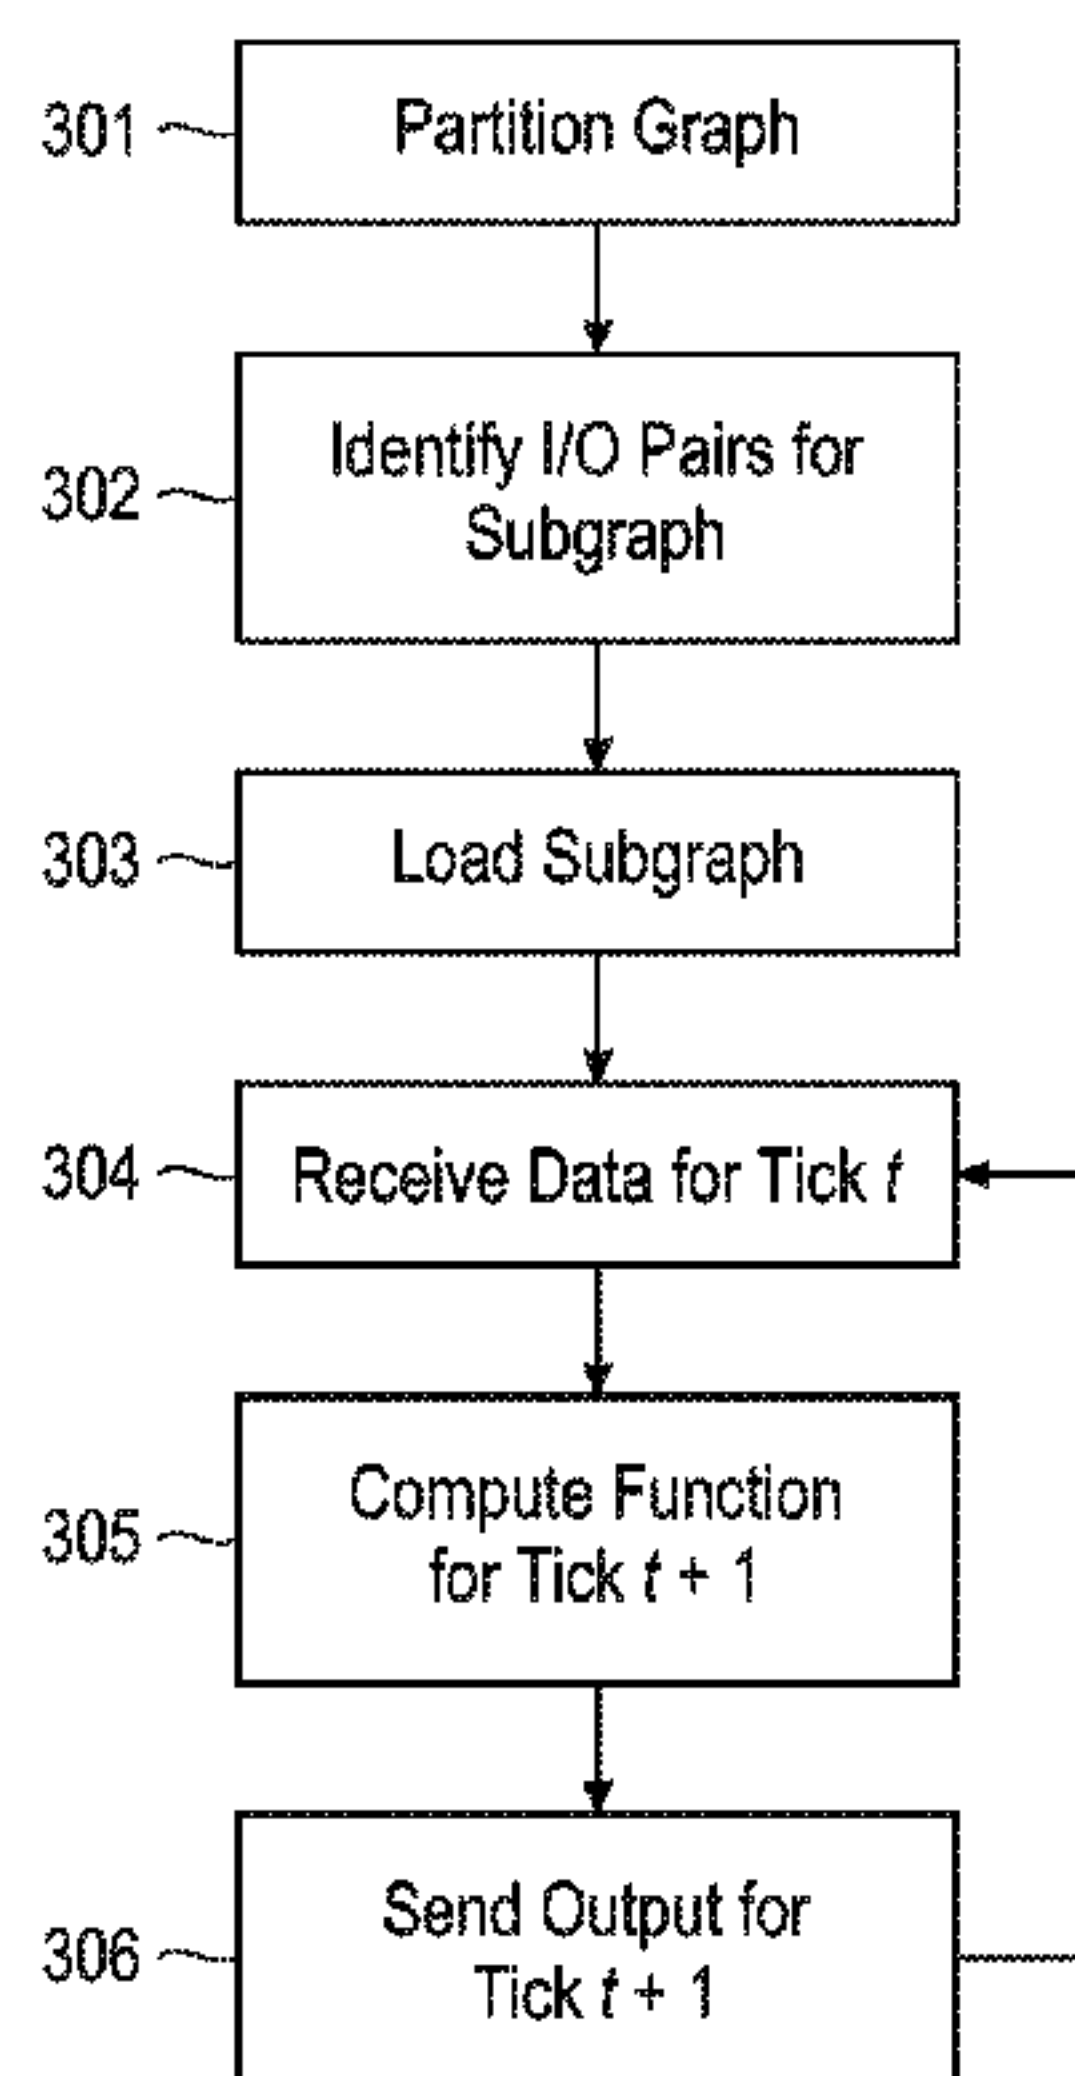 301
Partition Graph
302
Identify I/O Pairs for
Subgraph
303
Load Subgraph
304
Receive Data for Tick t
305
Compute Function
for Tick t + 1
306
Send Output for
Tick t + 1